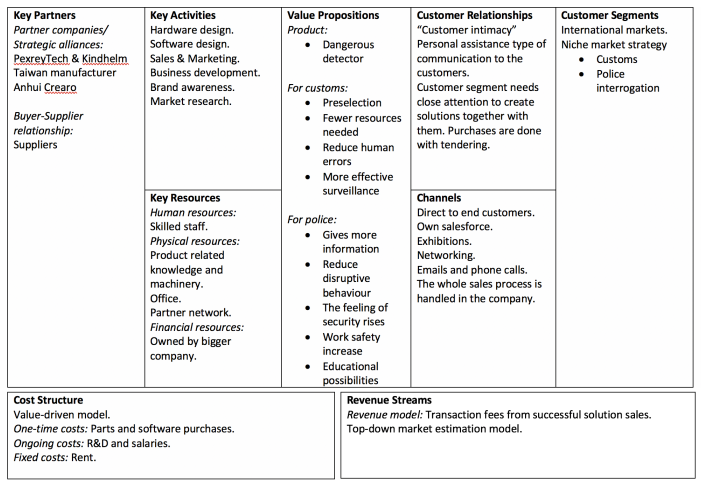 Key Partners
Partner companies/
Strategic alliances:
PexreyTech & Kindhelm
Taiwan manufacturer
Anhui Crearo
Buyer-Supplier
relationship:
Suppliers
Key Activities
Hardware design.
Software design.
Sales & Marketing.
Business development.
Brand awareness.
Market research.
Key Resources
Human resources:
Skilled staff.
Physical resources:
Product related
knowledge and
machinery.
Office.
Partner network.
Financial resources:
Owned by bigger
company.
Value Propositions
Product:
• Dangerous
detector
For customs:
• Preselection
• Fewer resources
needed
• Reduce human
errors
• More effective
surveillance
For police:
• Gives more
information
• Reduce
disruptive
behaviour
• The feeling of
security rises
• Work safety
increase
• Educational
possibilities
Customer Relationships
“Customer intimacy”
Personal assistance type of
communication to the
customers.
Customer segment needs
close attention to create
solutions together with
them. Purchases are done
with tendering.
Channels
Direct to end customers.
Own salesforce.
Exhibitions.
Networking.
Emails and phone calls.
The whole sales process is
handled in the company.
Customer Segments
International markets.
Niche market strategy
• Customs
• Police
interrogation
Cost Structure
Value-driven model.
One-time costs: Parts and software purchases.
Ongoing costs: R&D and salaries.
Fixed costs: Rent.
Revenue Streams
Revenue model: Transaction fees from successful solution sales.
Top-down market estimation model.